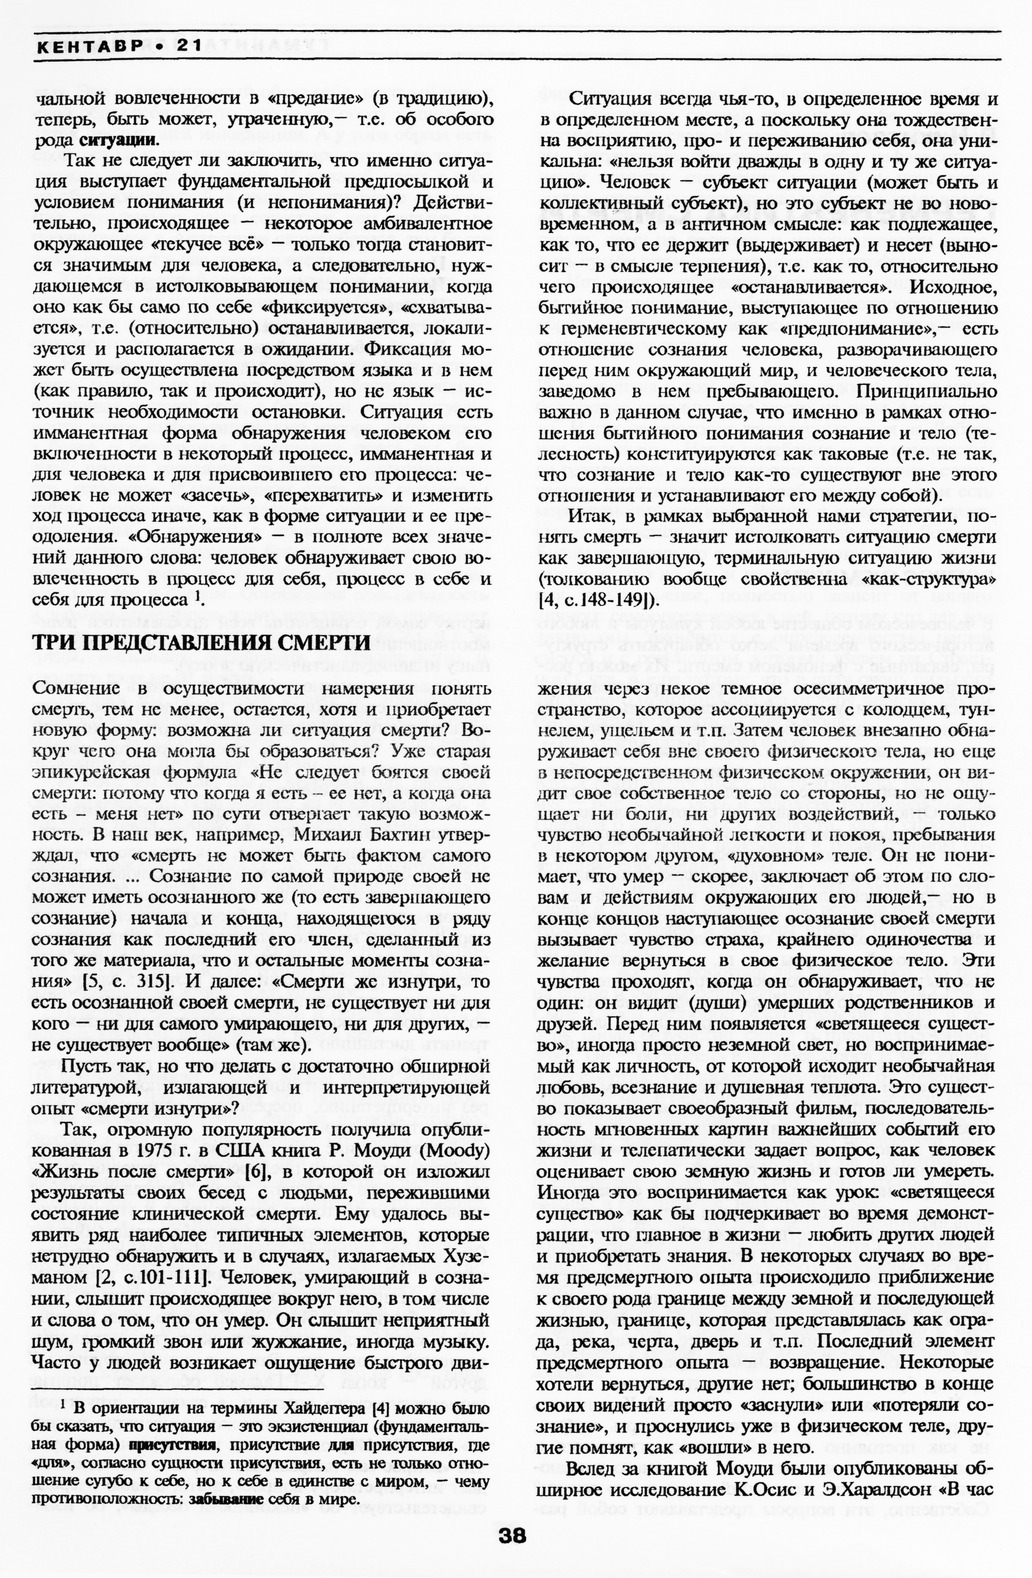 КЕНТАВР • 21
чальной вовлеченности в «предание» (в традицию),
теперь, быть может, утраченную,— т.е. об особого
рода ситуации.
Так не следует ли заключить, что именно ситуа-
ция выступает фундаментальной предпосылкой и
условием понимания (и непонимания)? Действи-
тельно, происходящее — некоторое амбивалентное
окружающее «текучее всё» — только тогда становит-
ся значимым для человека, а следовательно, нуж-
дающемся в истолковывающем понимании, когда
оно как бы само по себе «фиксируется», «схватыва-
ется», т.е. (относительно) останавливается, локали-
зуется и располагается в ожидании. Фиксация мо-
жет быть осуществлена посредством языка и в нем
(как правило, так и происходит), но не язык — ис-
точник необходимости остановки. Ситуация есть
имманентная форма обнаружения человеком его
включенности в некоторый процесс, имманентная и
для человека и для присвоившего его процесса: че-
ловек не может «засечь», «перехватить» и изменить
ход процесса иначе, как в форме ситуации и ее пре-
одоления. «Обнаружения» — в полноте всех значе-
ний данного слова: человек обнаруживает свою во-
влеченность в процесс для себя, процесс в себе и
себя для процесса ¹.
Ситуация всегда чья-то, в определенное время и
в определенном месте, а поскольку она тождествен-
на восприятию, про- и переживанию себя, она уни-
кальна: «нельзя войти дважды в одну и ту же ситуа-
цию». Человек — субъект ситуации (может быть и
коллективный субъект), но это субъект не во ново-
временном, а в античном смысле: как подлежащее,
как то, что ее держит (выдерживает) и несет (выно-
сит — в смысле терпения), т.е. как то, относительно
чего происходящее «останавливается». Исходное,
бытийное понимание, выступающее по отношению
к герменевтическому как «предпонимание»,— есть
отношение сознания человека, разворачивающего
перед ним окружающий мир, и человеческого тела,
заведомо в нем пребывающего. Принципиально
важно в данном случае, что именно в рамках отно-
шения бытийного понимания сознание и тело (те-
лесность) конституируются как таковые (т.е. не так,
что сознание и тело как-то существуют вне этого
отношения и устанавливают его между собой).
Итак, в рамках выбранной нами стратегии, по-
нять смерть — значит истолковать ситуацию смерти
как завершающую, терминальную ситуацию жизни
(толкованию вообще свойственна «как-структура»
[4, с.148-149]).
ТРИ ПРЕДСТАВЛЕНИЯ СМЕРТИ
Сомнение в осуществимости намерения понять
смерть, тем не менее, остается, хотя и приобретает
новую форму: возможна ли ситуация смерти? Во-
круг чего она могла бы образоваться? Уже старая
эпикурейская формула «Не следует боятся своей
смерти: потому что когда я есть – ее нет, а когда она
есть – меня нет» по сути отвергает такую возмож-
ность. В наш век, например, Михаил Бахтин утвер-
ждал, что «смерть не может быть фактом самого
сознания. ... Сознание по самой природе своей не
может иметь осознанного же (то есть завершающего
сознание) начала и конца, находящегося в ряду
сознания как последний его член, сделанный из
того же материала, что и остальные моменты созна-
ния» [5, с. 315]. И далее: «Смерти же изнутри, то
есть осознанной своей смерти, не существует ни для
кого — ни для самого умирающего, ни для других, —
не существует вообще» (там же).
Пусть так, но что делать с достаточно обширной
литературой, излагающей и интерпретирующей
опыт «смерти изнутри»?
Так, огромную популярность получила опубли-
кованная в 1975 г. в США книга Р. Моуди (Moody)
«Жизнь после смерти» [6], в которой он изложил
результаты своих бесед с людьми, пережившими
состояние клинической смерти. Ему удалось вы-
явить ряд наиболее типичных элементов, которые
нетрудно обнаружить и в случаях, излагаемых Хузе-
маном [2, с.101-111]. Человек, умирающий в созна-
нии, слышит происходящее вокруг него, в том числе
и слова о том, что он умер. Он слышит неприятный
шум, громкий звон или жужжание, иногда музыку.
Часто у людей возникает ощущение быстрого дви-
жения через некое темное осесимметричное про-
странство, которое ассоциируется с колодцем, тун-
нелем, ущельем и т.п. Затем человек внезапно обна-
руживает себя вне своего физического тела, но еще
в непосредственном физическом окружении, он ви-
дит свое собственное тело со стороны, но не ощу-
щает ни боли, ни других воздействий, — только
чувство необычайной легкости и покоя, пребывания
в некотором другом, «духовном» теле. Он не пони-
мает, что умер — скорее, заключает об этом по сло-
вам и действиям окружающих его людей,— но в
конце концов наступающее осознание своей смерти
вызывает чувство страха, крайнего одиночества и
желание вернуться в свое физическое тело. Эти
чувства проходят, когда он обнаруживает, что не
один: он видит (души) умерших родственников и
друзей. Перед ним появляется «светящееся сущест-
во», иногда просто неземной свет, но воспринимае-
мый как личность, от которой исходит необычайная
любовь, всезнание и душевная теплота. Это сущест-
во показывает своеобразный фильм, последователь-
ность мгновенных картин важнейших событий его
жизни и телепатически задает вопрос, как человек
оценивает свою земную жизнь и готов ли умереть.
Иногда это воспринимается как урок: «светящееся
существо» как бы подчеркивает во время демонст-
рации, что главное в жизни — любить других людей
и приобретать знания. В некоторых случаях во вре-
мя предсмертного опыта происходило приближение
к своего рода границе между земной и последующей
жизнью, границе, которая представлялась как огра-
да, река, черта, дверь и т.п. Последний элемент
предсмертного опыта — возвращение. Некоторые
хотели вернуться, другие нет; большинство в конце
своих видений просто «заснули» или «потеряли со-
знание», и проснулись уже в физическом теле, дру-
гие помнят, как «вошли» в него.
Вслед за книгой Моуди были опубликованы об-
ширное исследование К.Осис и Э.Харалдсон «В час
¹ В ориентации на термины Хайдеггера [4] можно было
бы сказать, что ситуация — это экзистенциал (фундаменталь-
ная форма) присутствия, присутствие для присутствия, где
«для», согласно сущности присутствия, есть не только отно-
шение сугубо к себе, но к себе в единстве с миром, — чему
противоположность: забывание себя в мире.
38